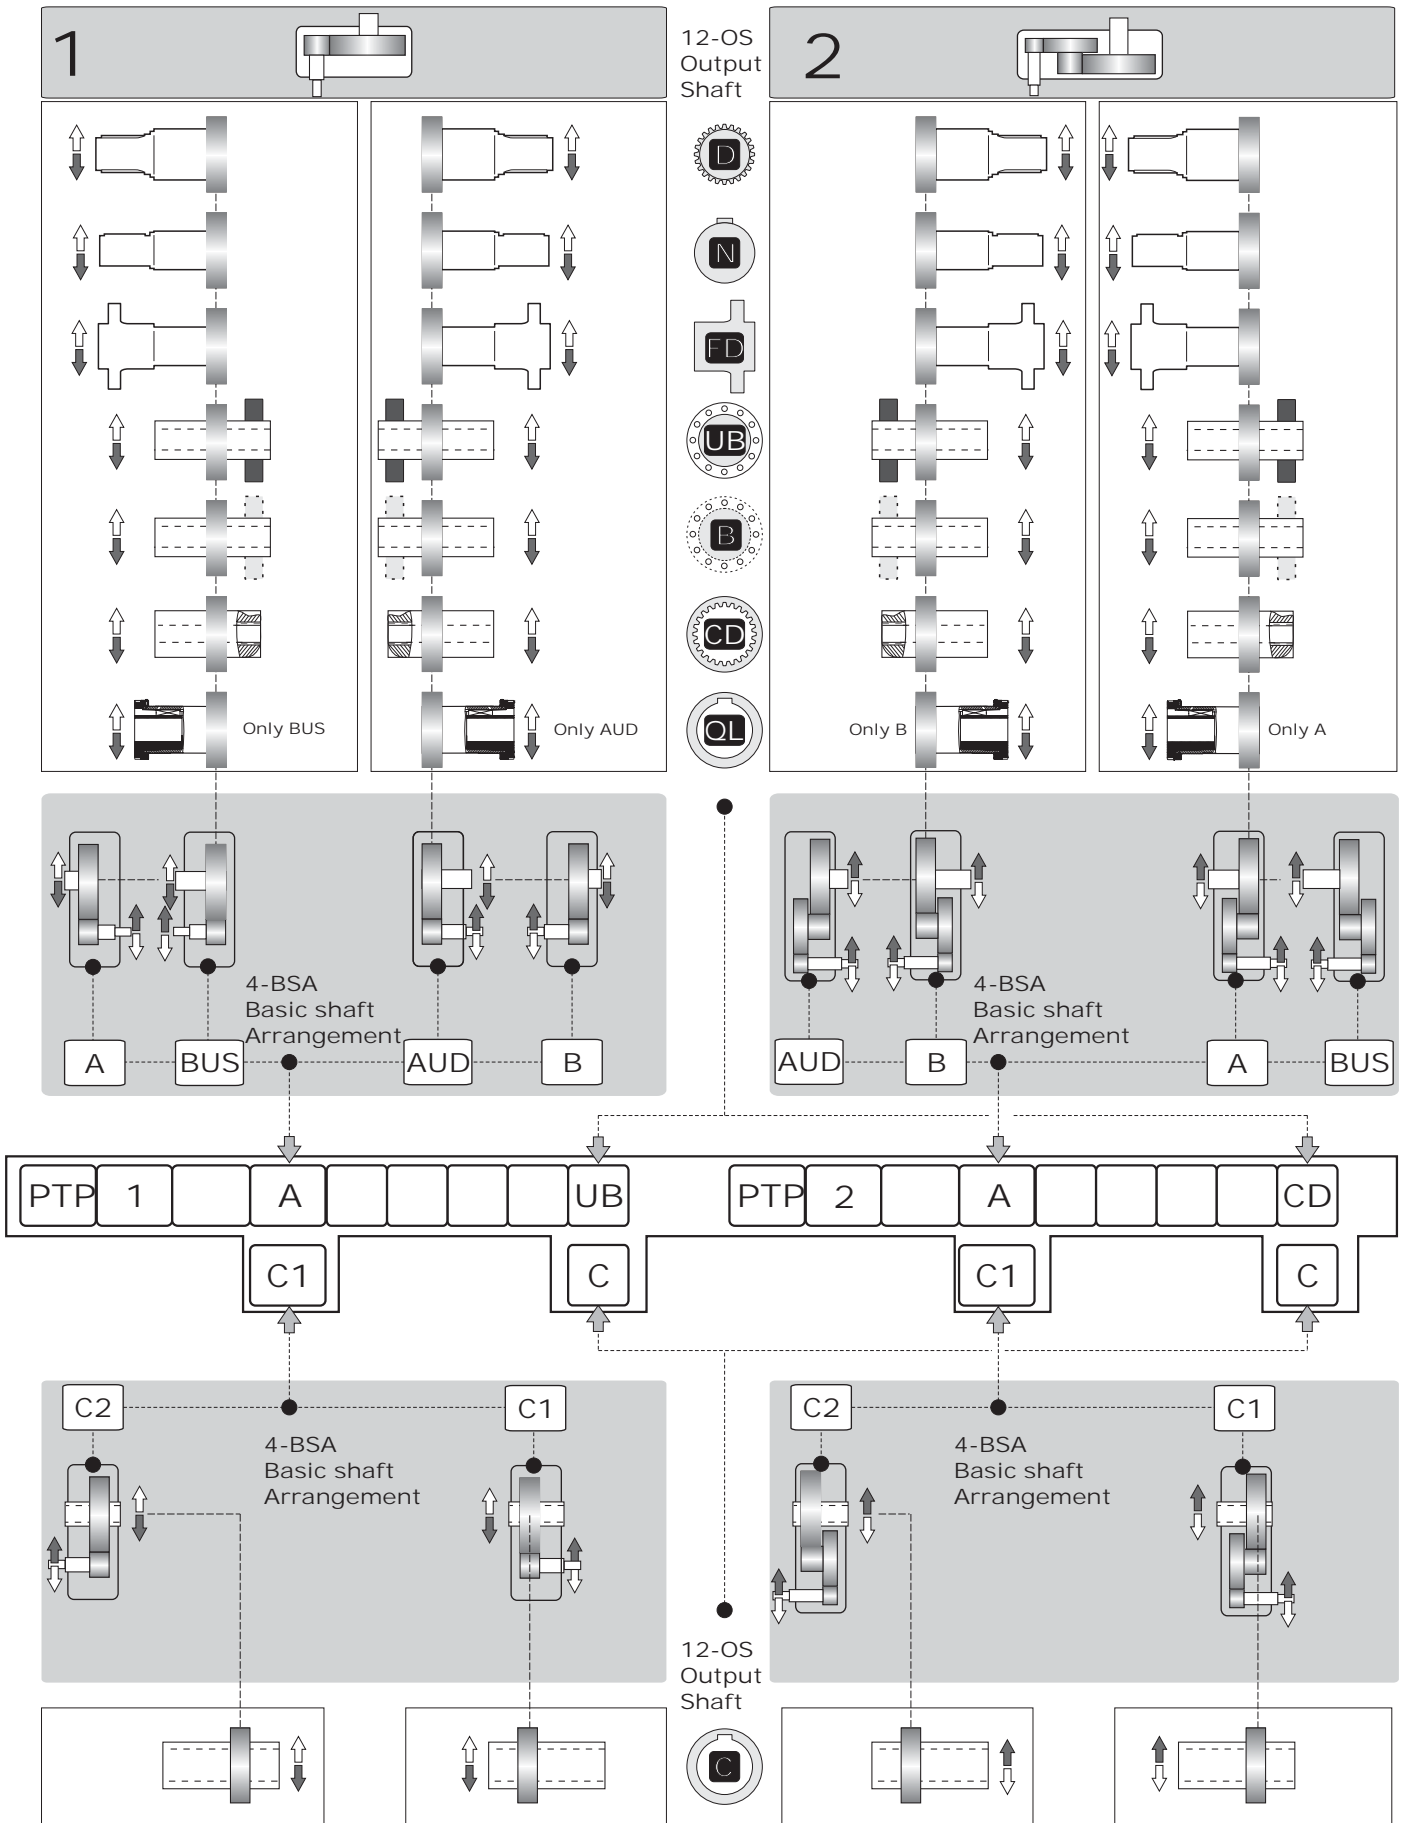 1
12-OS
Output
Shaft
2
D
N
FD
UB
B
CD
QL
Only BUS
Only AUD
Only B
Only A
4-BSA
Basic shaft
Arrangement
4-BSA
Basic shaft
Arrangement
A
BUS
AUD
B
AUD
B
A
BUS
PTP 1 A UB
PTP 2 A CD
C1
C
C1
C
C2
C1
C2
C1
4-BSA
Basic shaft
Arrangement
4-BSA
Basic shaft
Arrangement
12-OS
Output
Shaft
C